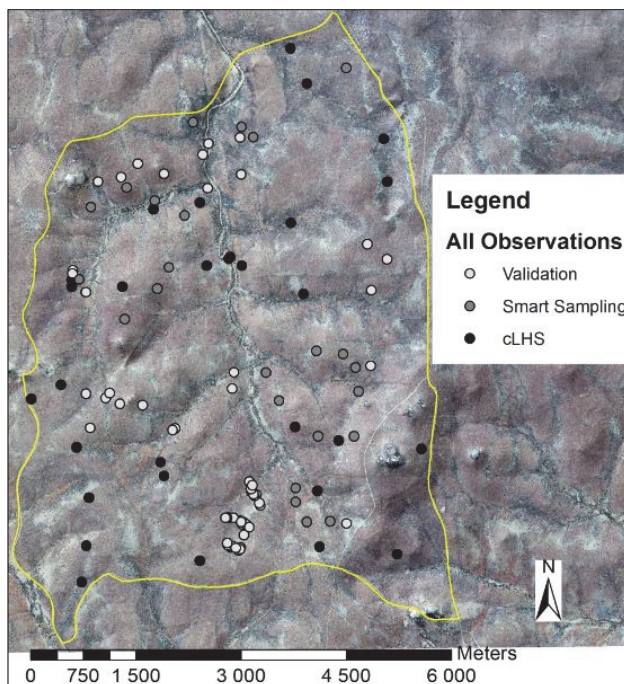 Legend
All Observations
Validation
Smart Sampling
cLHS
N
Meters
0 750 1 500 3 000 4 500 6 000